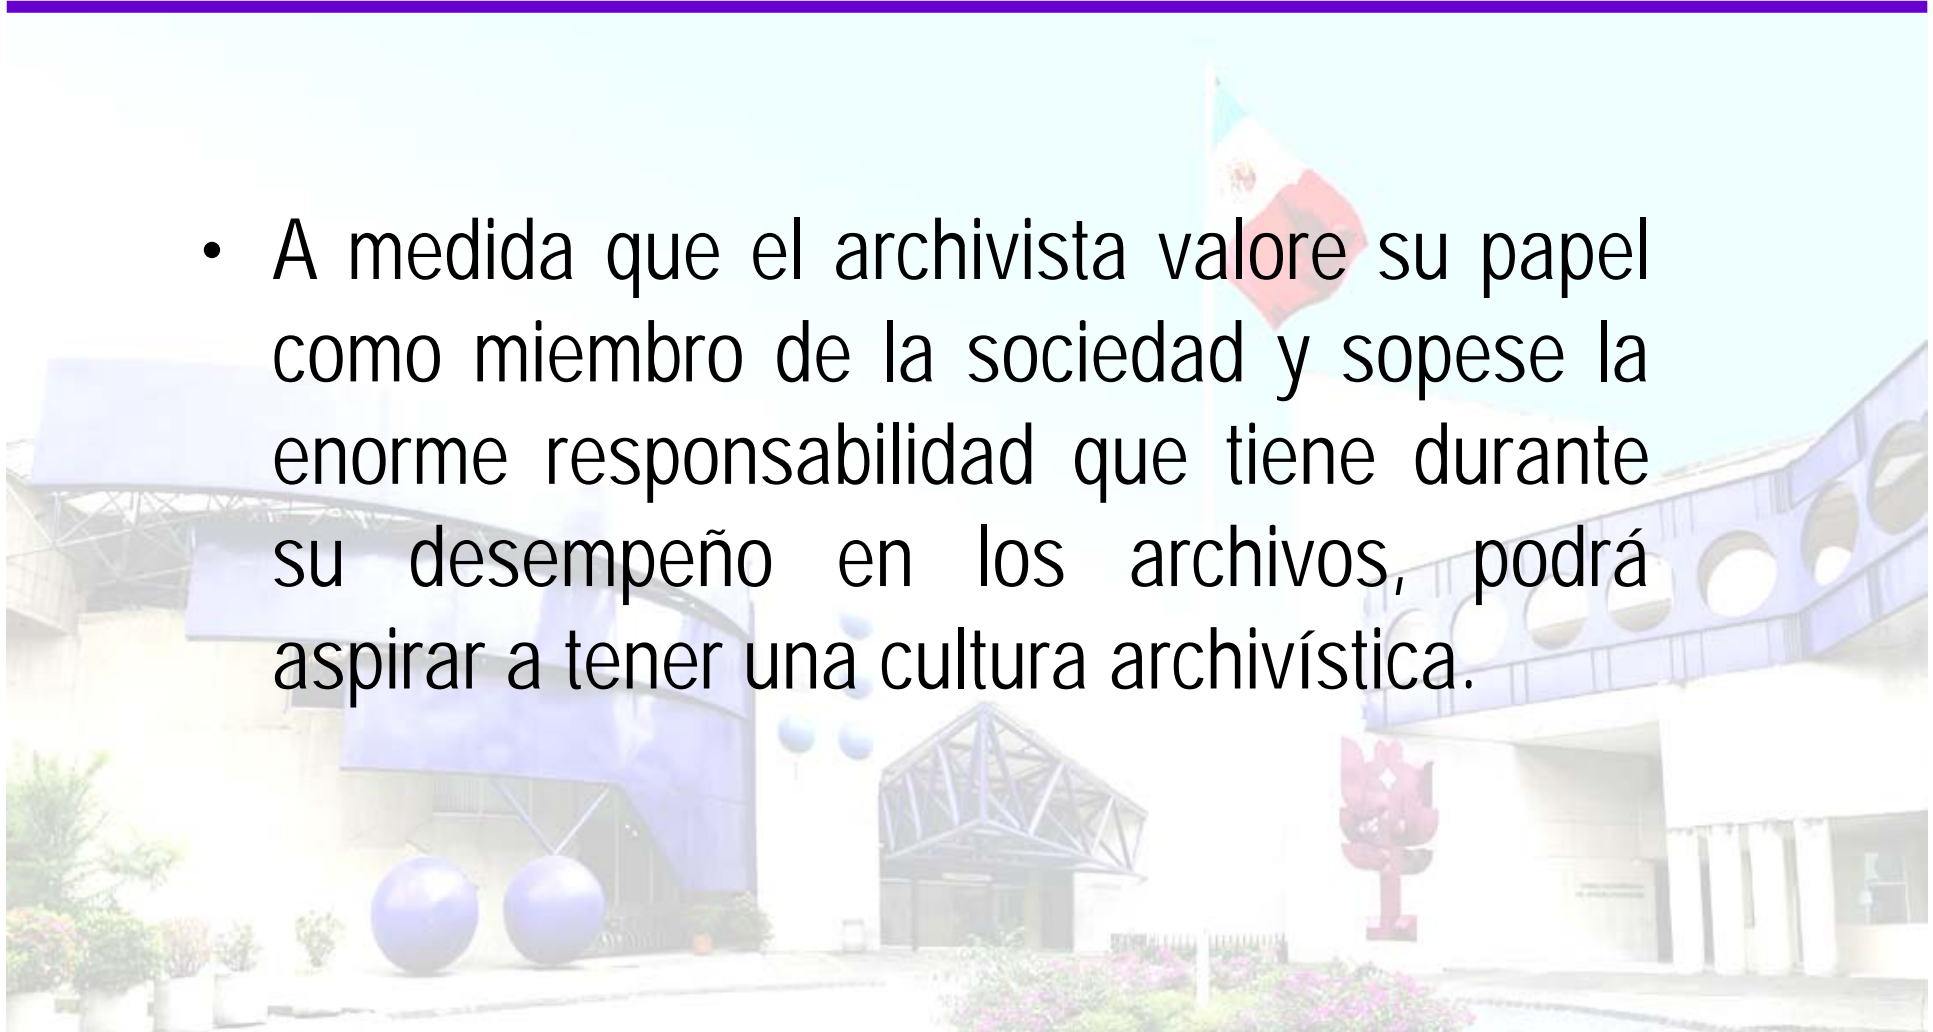 • A medida que el archivista valore su papel
como miembro de la sociedad y sopese la
enorme responsabilidad que tiene durante
su desempeño en los archivos, podrá
aspirar a tener una cultura archivística.